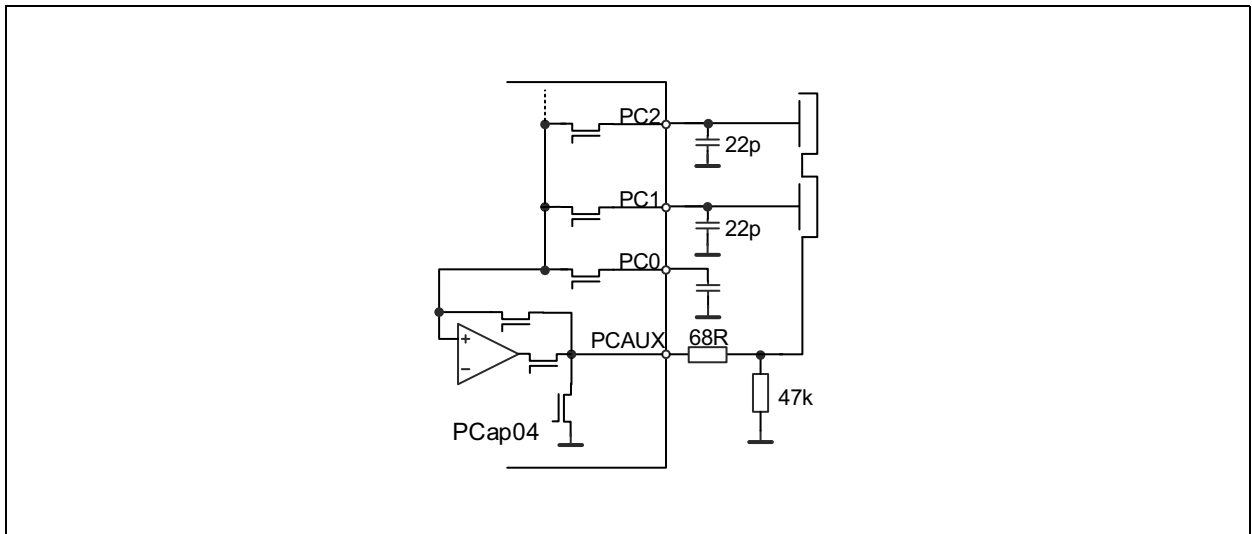 PC2
22p
PC1
22p
PC0
PCAUX
68R
+
-
47k
PCap04